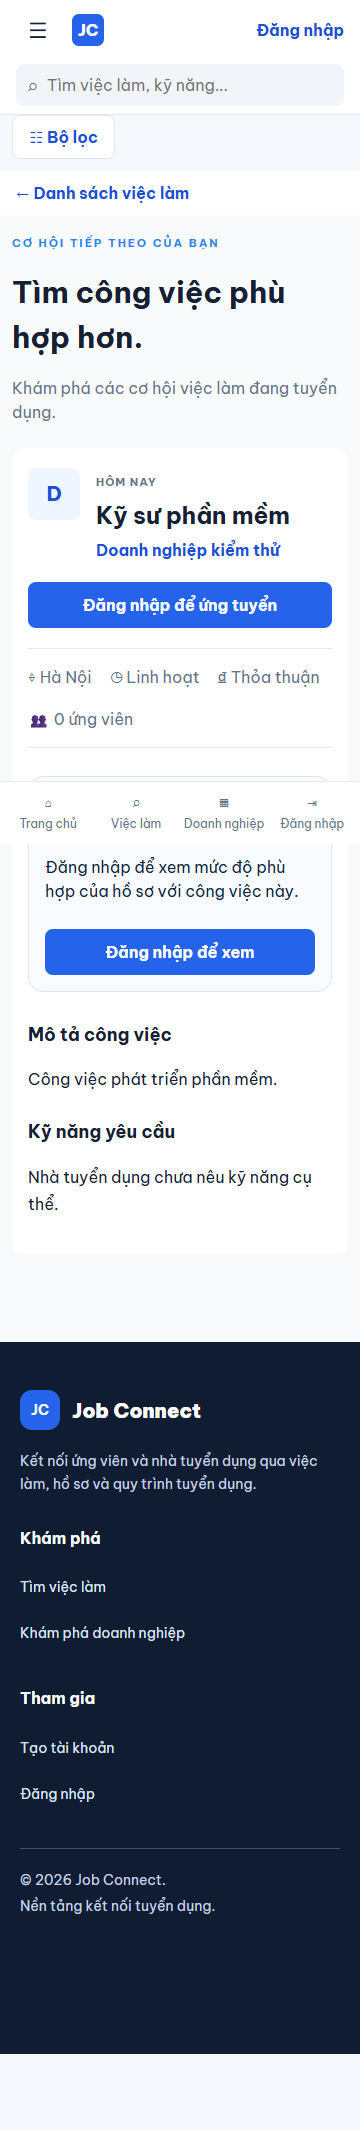 ☰ JC Đăng nhập
⌕ Tìm việc làm, kỹ năng...
☷ Bộ lọc
← Danh sách việc làm
CƠ HỘI TIẾP THEO CỦA BẠN
Tìm công việc phù
hợp hơn.
Khám phá các cơ hội việc làm đang tuyển
dụng.
D
HÔM NAY
Kỹ sư phần mềm
Doanh nghiệp kiểm thử
Đăng nhập để ứng tuyển
⌖ Hà Nội ◷ Linh hoạt ₫ Thỏa thuận
👥 0 ứng viên
Trang chủ Việc làm Doanh nghiệp Đăng nhập
Đăng nhập để xem mức độ phù
hợp của hồ sơ với công việc này.
Đăng nhập để xem
Mô tả công việc
Công việc phát triển phần mềm.
Kỹ năng yêu cầu
Nhà tuyển dụng chưa nêu kỹ năng cụ
thể.
JC Job Connect
Kết nối ứng viên và nhà tuyển dụng qua việc
làm, hồ sơ và quy trình tuyển dụng.
Khám phá
Tìm việc làm
Khám phá doanh nghiệp
Tham gia
Tạo tài khoản
Đăng nhập
© 2026 Job Connect.
Nền tảng kết nối tuyển dụng.